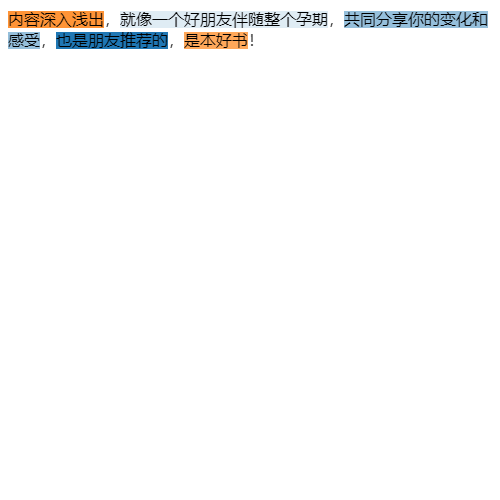 内容深入浅出，就像一个好朋友伴随整个孕期，共同分享你的变化和
感受，也是朋友推荐的，是本好书！